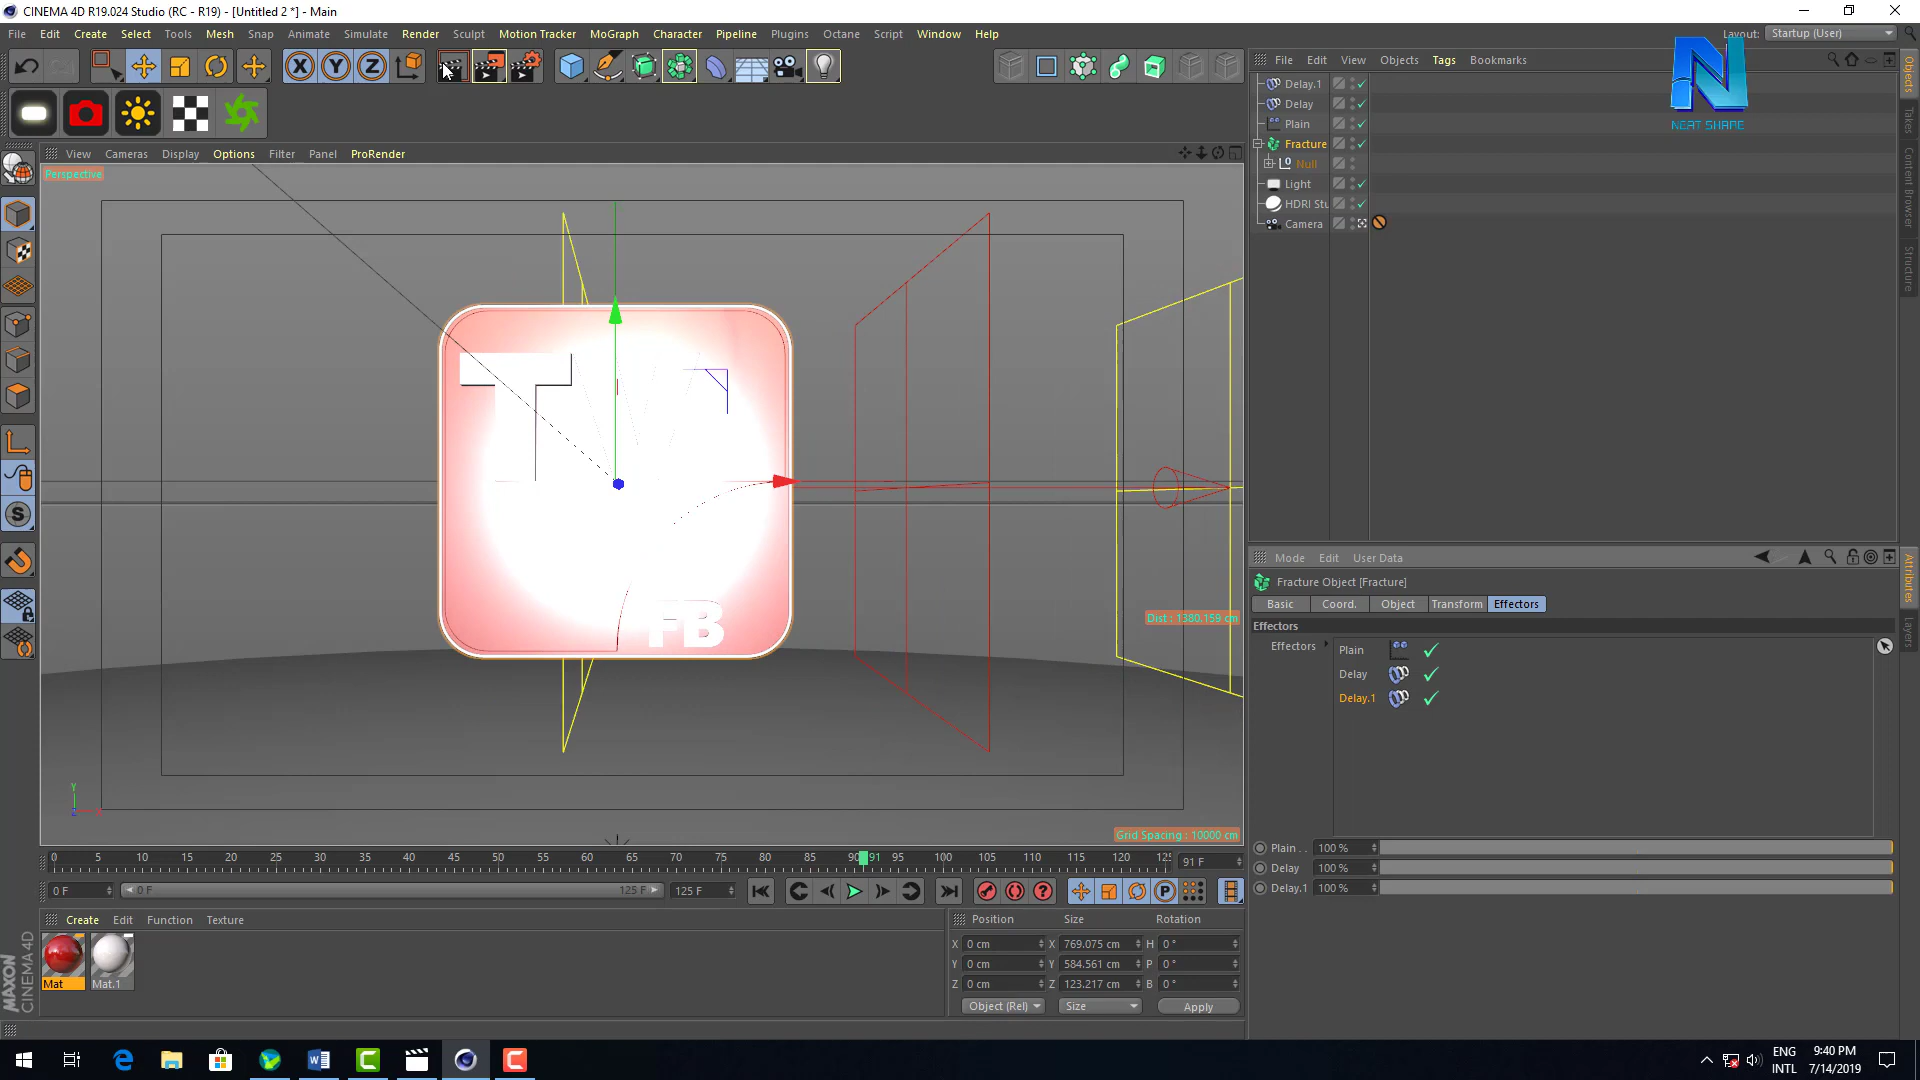 CINEMA 4D R19.024 Studio (RC - R19) - [Untitled 2 *] - Main
File Edit Create Select Tools Mesh Snap Animate Simulate Render Sculpt Motion Tracker MoGraph Character Pipeline Plugins Octane Script Window Help
Layout: Startup (User)
File Edit View Objects Tags Bookmarks
NEAT SHARE
Delay.1
Delay
Plain
Fracture
Null
Light
HDRI Stu
Camera
Objects
Takes
Content Browser
Structure
X Y Z
View Cameras Display Options Filter Panel ProRender
Perspective
T
FB
Dist : 1380.159 cm
Grid Spacing : 10000 cm
Mode Edit User Data
Fracture Object [Fracture]
Basic Coord. Object Transform Effectors
Effectors
Effectors
Plain
Delay
Delay.1
Attributes
Layers
Plain . . 100 %
Delay 100 %
Delay.1 100 %
0 5 10 15 20 25 30 35 40 45 50 55 60 65 70 75 80 85 90 91 95 100 105 110 115 120 125
91 F
0 F 0 F 125 F 125 F
Create Edit Function Texture
Mat
Mat.1
MAXON CINEMA 4D
Position Size Rotation
X 0 cm X 769.075 cm H 0 °
Y 0 cm Y 584.561 cm P 0 °
Z 0 cm Z 123.217 cm B 0 °
Object (Rel) Size Apply
ENG
INTL
9:40 PM
7/14/2019